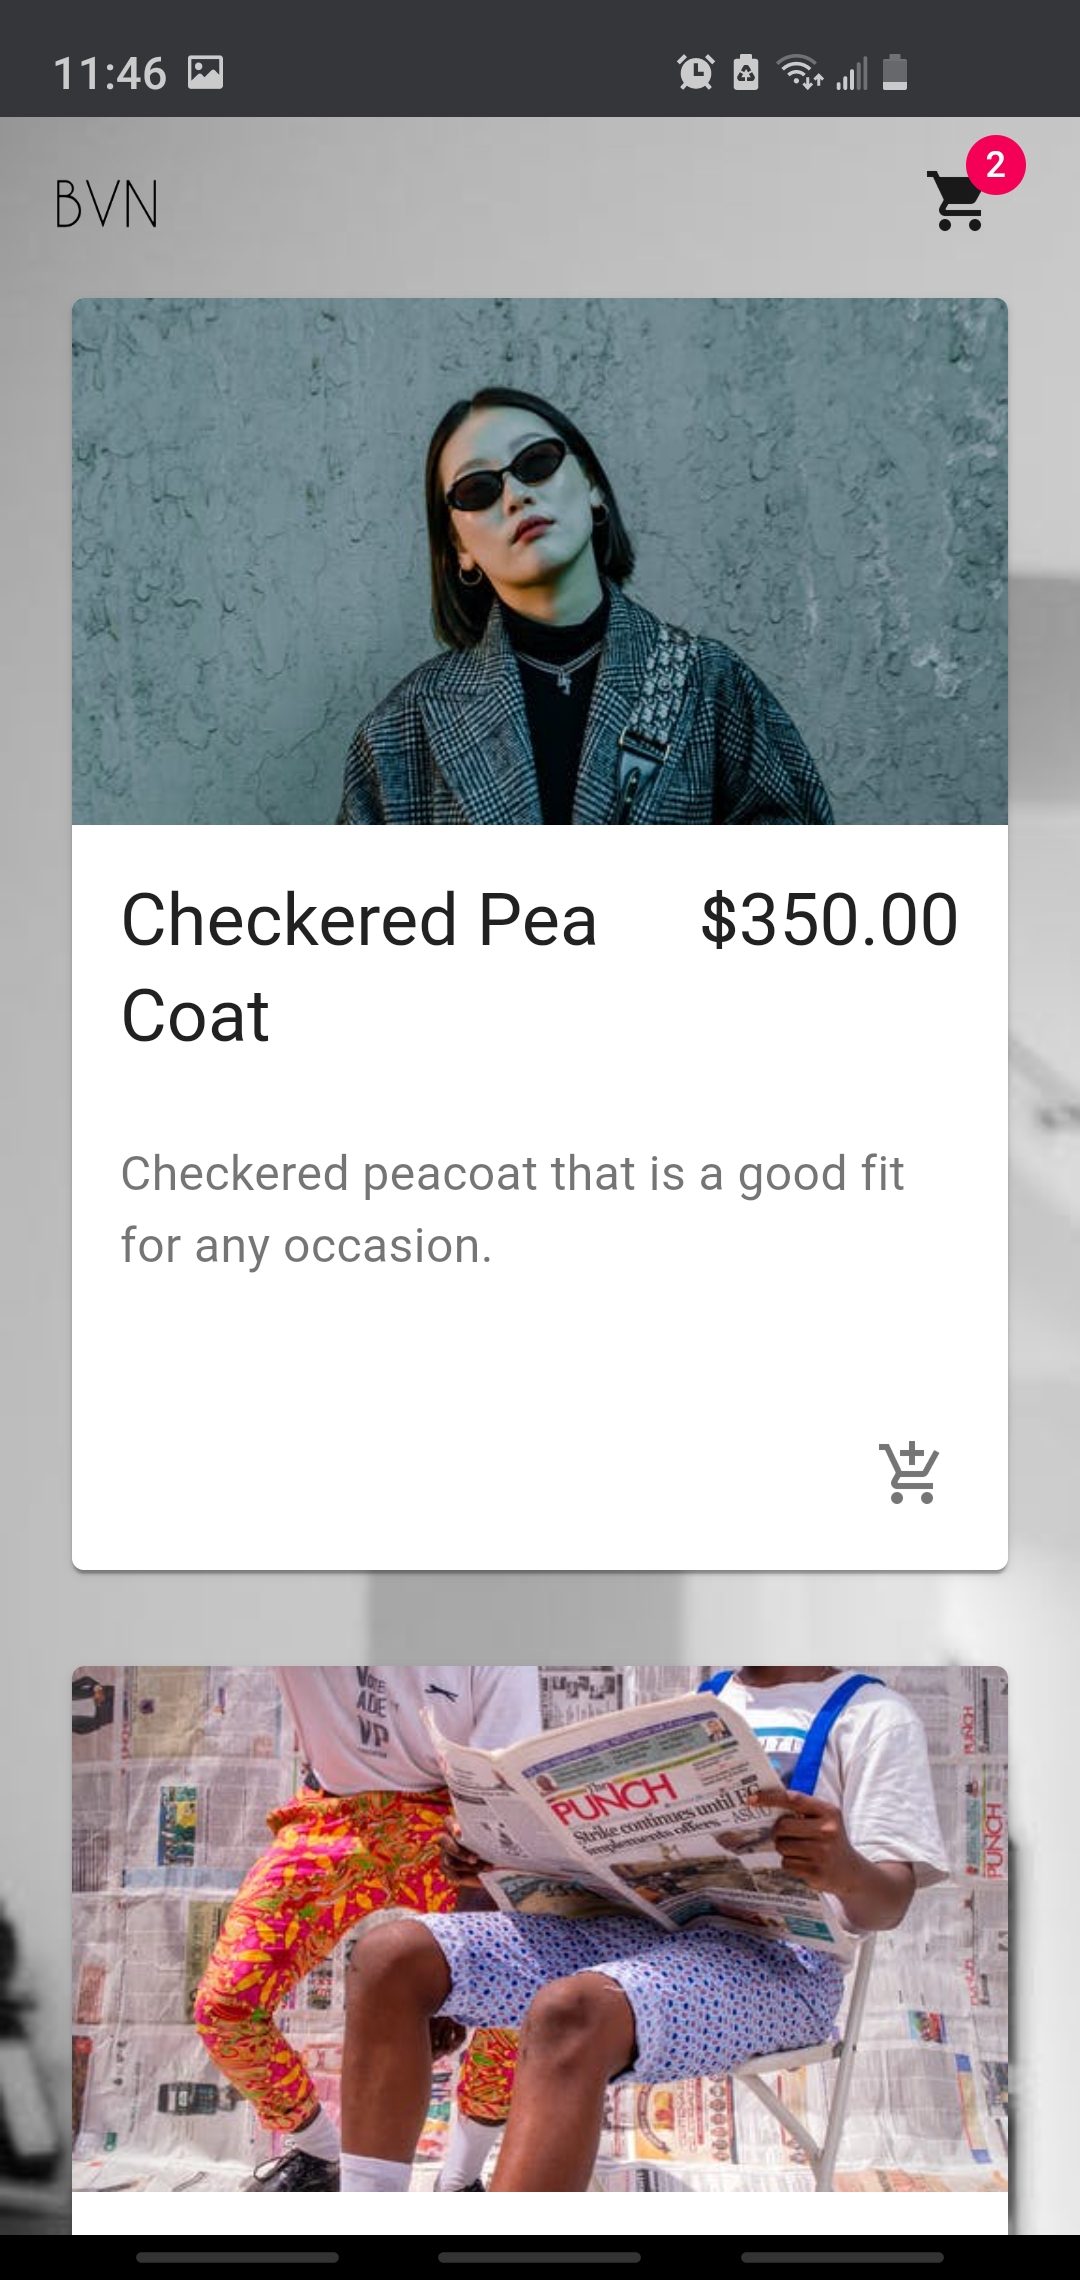 11:46
BVN
2
Checkered Pea
Coat
$350.00
Checkered peacoat that is a good fit
for any occasion.
VOTE
ADE
VP
The
PUNCH
Strike continues until FG
implements offers – ASUU
PUNCH
PUNCH